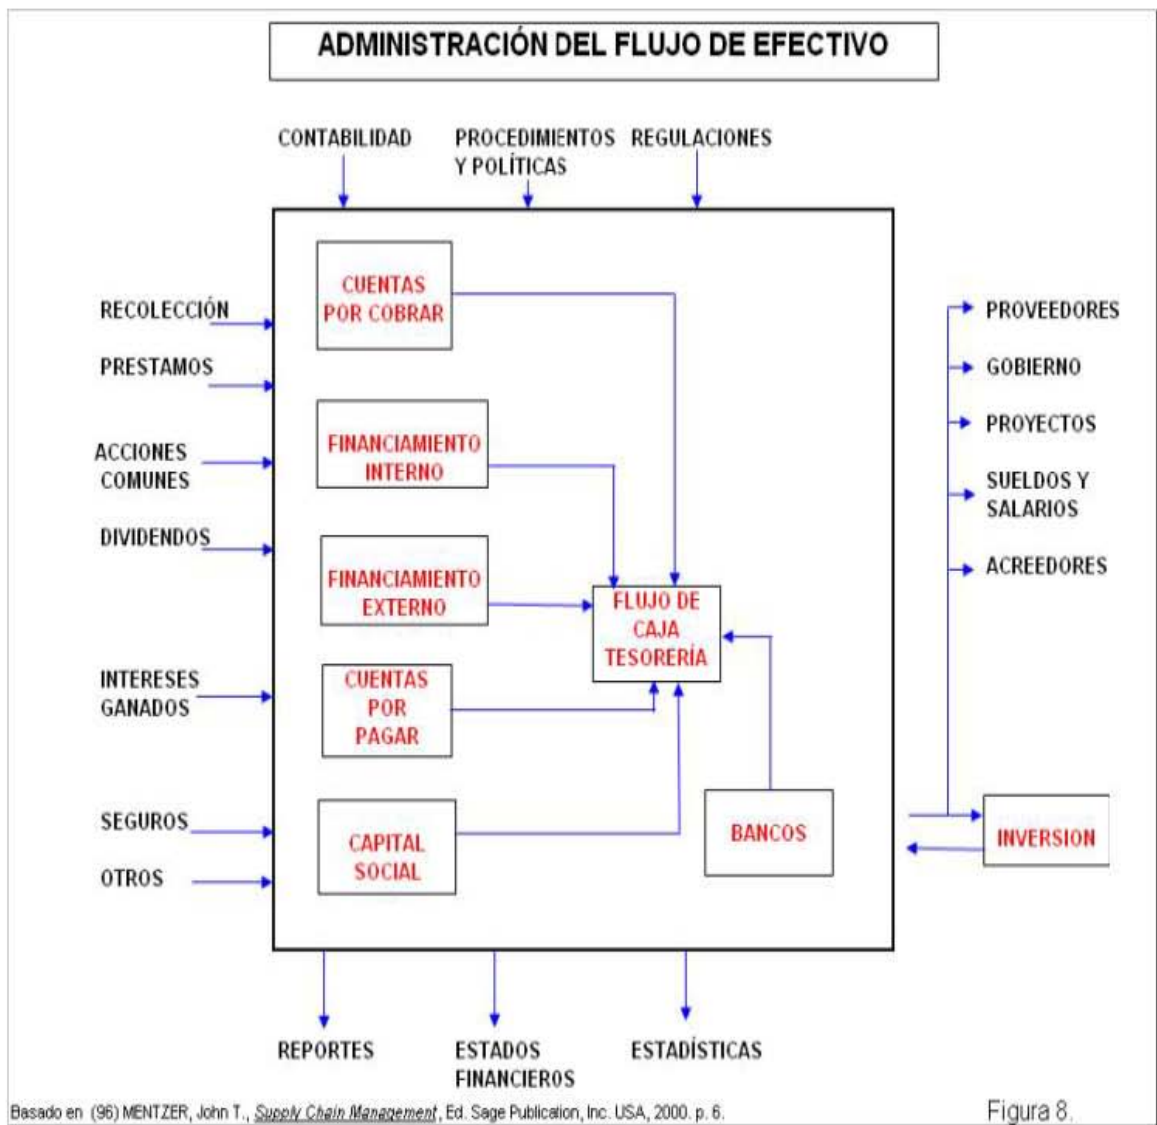 ADMINISTRACIÓN DEL FLUJO DE EFECTIVO
CONTABILIDAD
PROCEDIMIENTOS
Y POLÍTICAS
REGULACIONES
RECOLECCIÓN
PRESTAMOS
ACCIONES
COMUNES
DIVIDENDOS
INTERESES
GANADOS
SEGUROS
OTROS
CUENTAS
POR COBRAR
FINANCIAMIENTO
INTERNO
FINANCIAMIENTO
EXTERNO
CUENTAS
POR
PAGAR
CAPITAL
SOCIAL
FLUJO DE
CAJA
TESORERÍA
BANCOS
PROVEEDORES
GOBIERNO
PROYECTOS
SUELDOS Y
SALARIOS
ACREEDORES
INVERSION
REPORTES
ESTADOS
FINANCIEROS
ESTADÍSTICAS
Basado en (96) MENTZER, John T., Supply Chain Management, Ed. Sage Publication, Inc. USA, 2000. p. 6.
Figura 8.